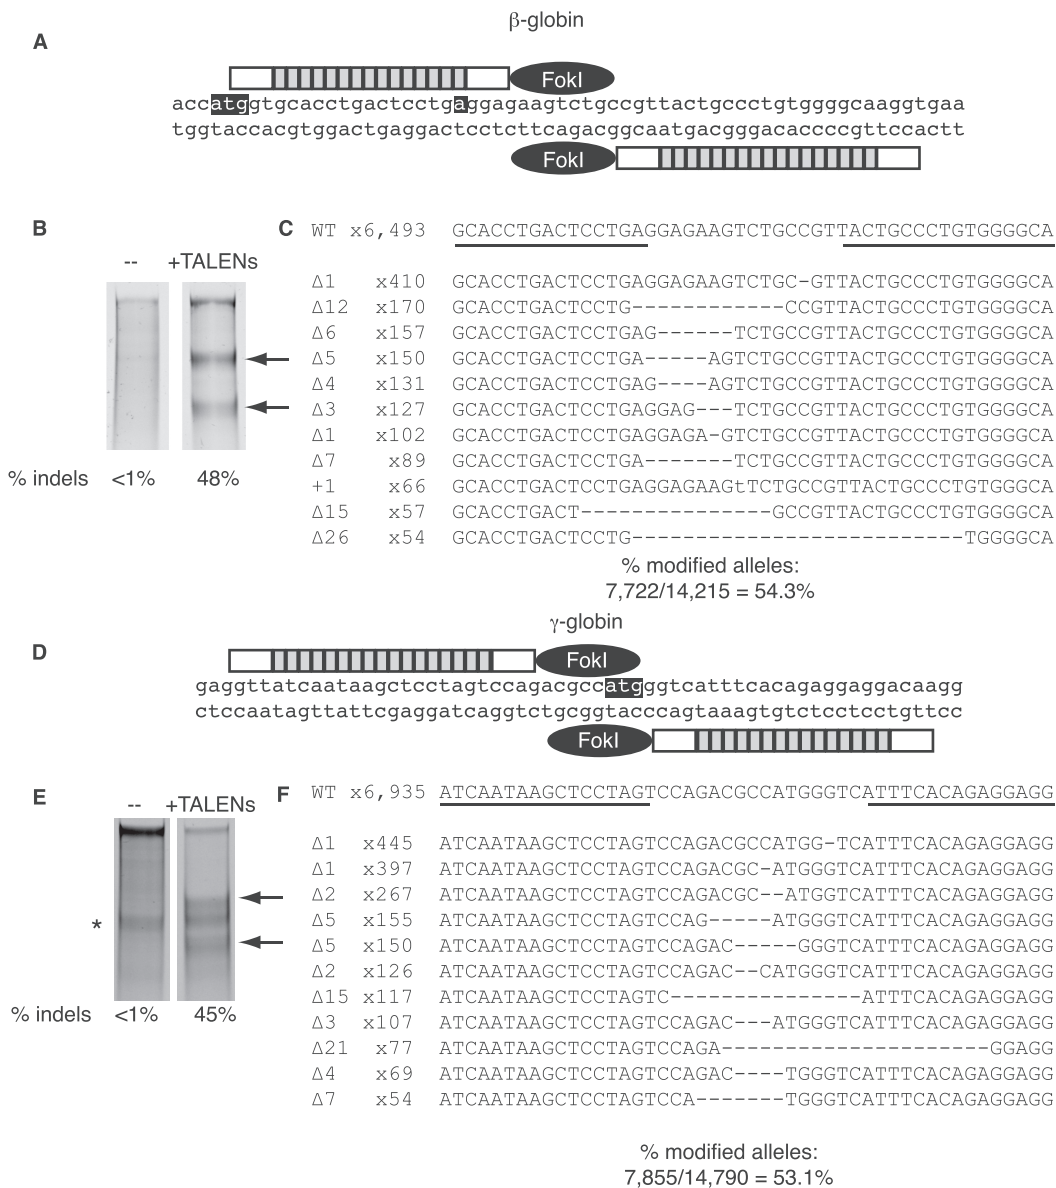 β-globin
A
FokI
accatggtgcacctgactcctgaggagaagtctgccgttactgccctgtggggcaaggtgaa
tggtaccacgtggactgaggactcctcttcagacggcaatgacgggacaccccgttccactt
FokI
B
-- +TALENs
% indels <1% 48%
C WT x6,493 GCACCTGACTCCTGAGGAGAAGTCTGCCGTTACTGCCCTGTGGGGCA
Δ1 x410 GCACCTGACTCCTGAGGAGAAGTCTGC-GTTACTGCCCTGTGGGGCA
Δ12 x170 GCACCTGACTCCTG------------CCGTTACTGCCCTGTGGGGCA
Δ6 x157 GCACCTGACTCCTGAG------TCTGCCGTTACTGCCCTGTGGGGCA
Δ5 x150 GCACCTGACTCCTGA-----AGTCTGCCGTTACTGCCCTGTGGGGCA
Δ4 x131 GCACCTGACTCCTGAG----AGTCTGCCGTTACTGCCCTGTGGGGCA
Δ3 x127 GCACCTGACTCCTGAGGAG---TCTGCCGTTACTGCCCTGTGGGGCA
Δ1 x102 GCACCTGACTCCTGAGGAGA-GTCTGCCGTTACTGCCCTGTGGGGCA
Δ7 x89 GCACCTGACTCCTGA-------TCTGCCGTTACTGCCCTGTGGGGCA
+1 x66 GCACCTGACTCCTGAGGAGAAGtTCTGCCGTTACTGCCCTGTGGGCA
Δ15 x57 GCACCTGACT---------------GCCGTTACTGCCCTGTGGGGCA
Δ26 x54 GCACCTGACTCCTG--------------------------TGGGGCA
% modified alleles:
7,722/14,215 = 54.3%
γ-globin
D
FokI
gaggttatcaataagctcctagtccagacgccatgggtcatttcacagaggaggacaagg
ctccaatagttattcgaggatcaggtctgcggtacccagtaaagtgtctcctcctgttcc
FokI
E
-- +TALENs
*
% indels <1% 45%
F WT x6,935 ATCAATAAGCTCCTAGTCCAGACGCCATGGGTCATTTCACAGAGGAGG
Δ1 x445 ATCAATAAGCTCCTAGTCCAGACGCCATGG-TCATTTCACAGAGGAGG
Δ1 x397 ATCAATAAGCTCCTAGTCCAGACGC-ATGGGTCATTTCACAGAGGAGG
Δ2 x267 ATCAATAAGCTCCTAGTCCAGACGC--ATGGGTCATTTCACAGAGGAGG
Δ5 x155 ATCAATAAGCTCCTAGTCCAG-----ATGGGTCATTTCACAGAGGAGG
Δ5 x150 ATCAATAAGCTCCTAGTCCAGAC-----GGGTCATTTCACAGAGGAGG
Δ2 x126 ATCAATAAGCTCCTAGTCCAGAC--CATGGGTCATTTCACAGAGGAGG
Δ15 x117 ATCAATAAGCTCCTAGTC---------------ATTTCACAGAGGAGG
Δ3 x107 ATCAATAAGCTCCTAGTCCAGAC---ATGGGTCATTTCACAGAGGAGG
Δ21 x77 ATCAATAAGCTCCTAGTCCAGA---------------------GGAGG
Δ4 x69 ATCAATAAGCTCCTAGTCCAGAC----TGGGTCATTTCACAGAGGAGG
Δ7 x54 ATCAATAAGCTCCTAGTCCA-------TGGGTCATTTCACAGAGGAGG
% modified alleles:
7,855/14,790 = 53.1%